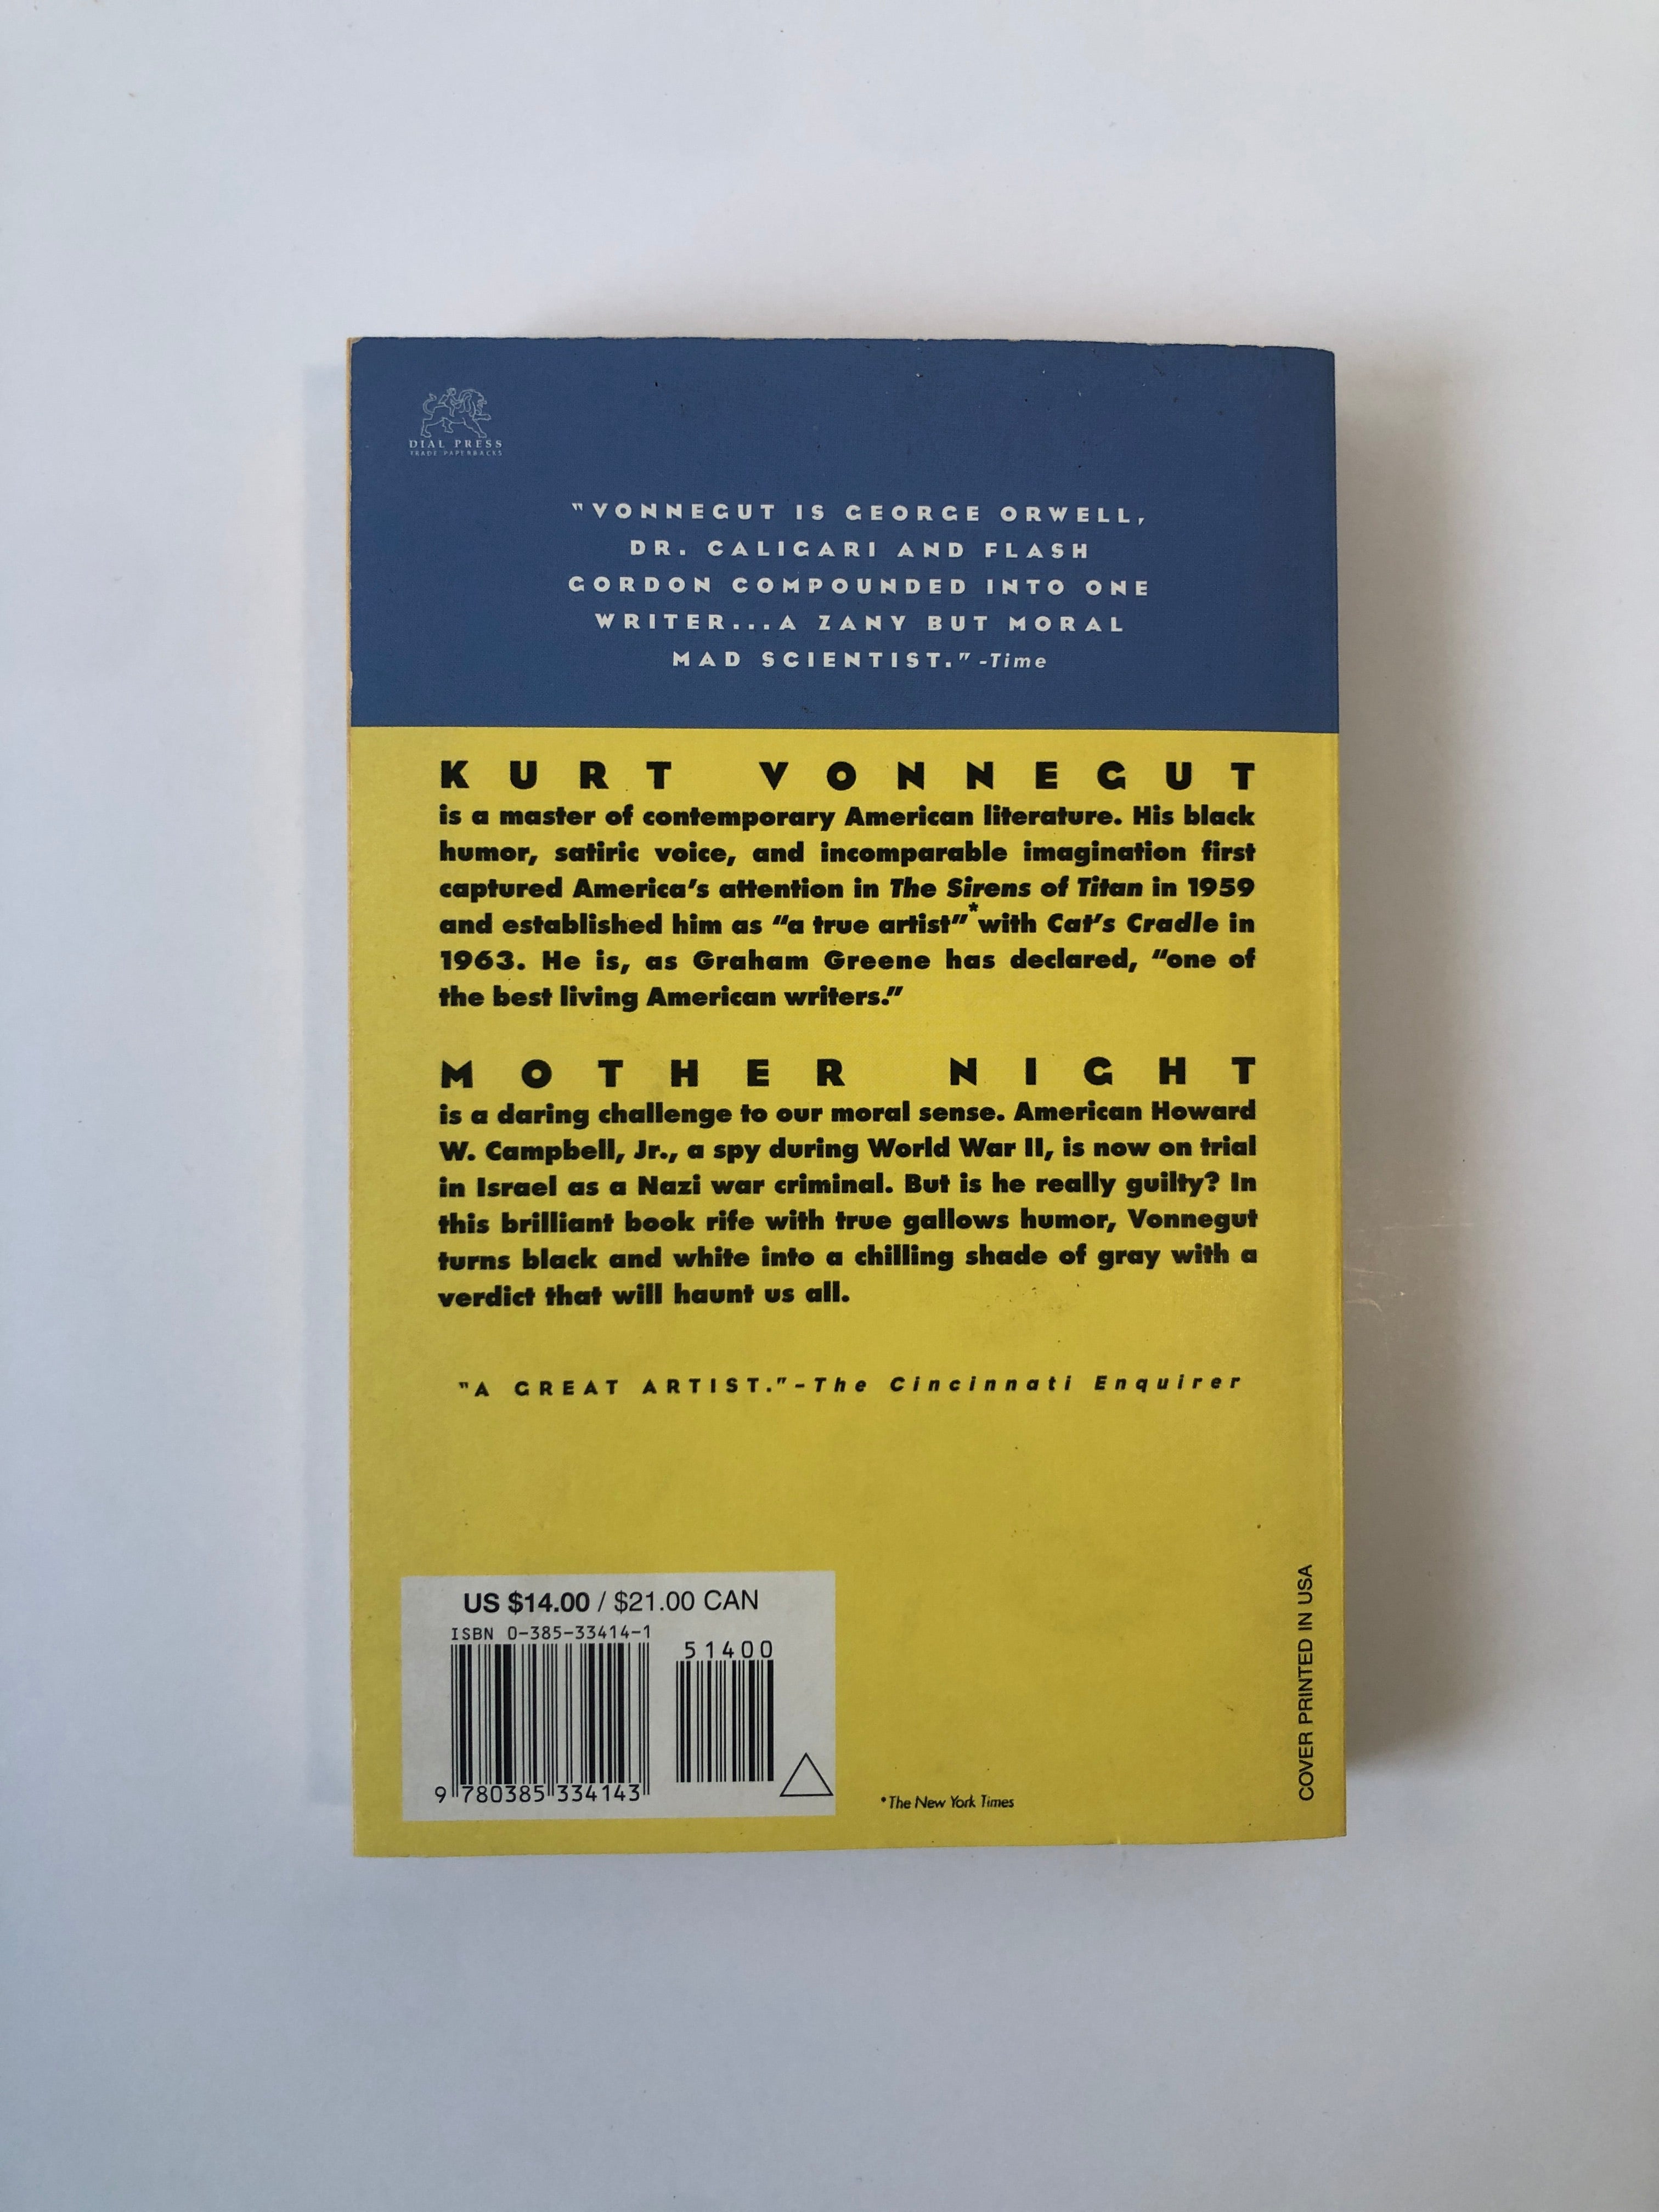 DIAL PRESS
TRADE PAPERBACKS
"VONNEGUT IS GEORGE ORWELL,
DR. CALIGARI AND FLASH
GORDON COMPOUNDED INTO ONE
WRITER...A ZANY BUT MORAL
MAD SCIENTIST." -Time
KURT VONNEGUT
is a master of contemporary American literature. His black
humor, satiric voice, and incomparable imagination first
captured America's attention in The Sirens of Titan in 1959
and established him as "a true artist"* with Cat's Cradle in
1963. He is, as Graham Greene has declared, "one of
the best living American writers."
MOTHER NIGHT
is a daring challenge to our moral sense. American Howard
W. Campbell, Jr., a spy during World War II, is now on trial
in Israel as a Nazi war criminal. But is he really guilty? In
this brilliant book rife with true gallows humor, Vonnegut
turns black and white into a chilling shade of gray with a
verdict that will haunt us all.
"A GREAT ARTIST."-The Cincinnati Enquirer
US $14.00 / $21.00 CAN
ISBN 0-385-33414-1
51400
9 780385 334143
*The New York Times
COVER PRINTED IN USA